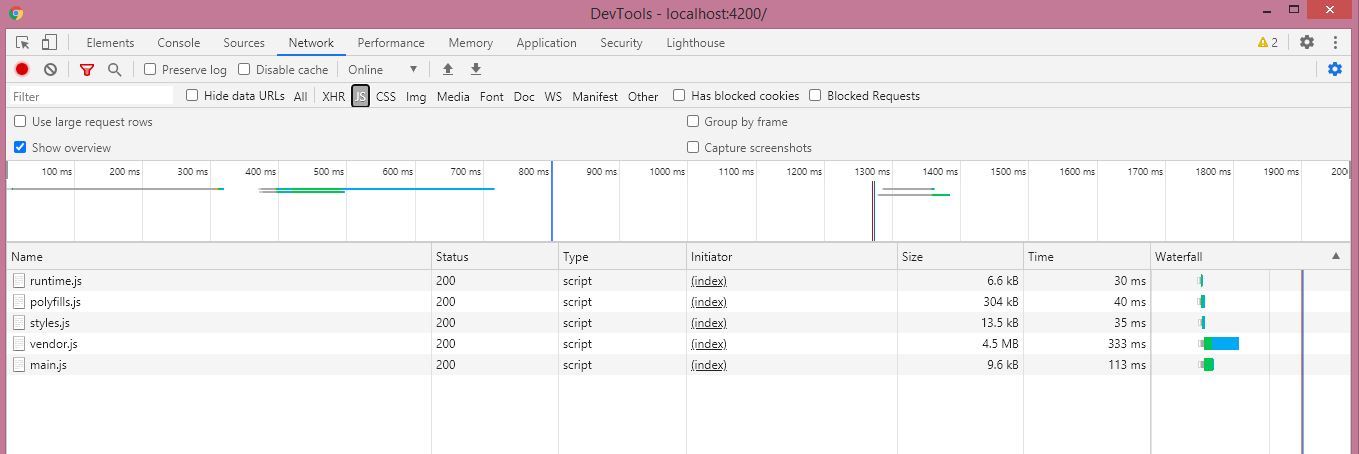 DevTools - localhost:4200/
Elements Console Sources Network Performance Memory Application Security Lighthouse 2
Preserve log Disable cache Online
Filter Hide data URLs All XHR JS CSS Img Media Font Doc WS Manifest Other Has blocked cookies Blocked Requests
Use large request rows Group by frame
Show overview Capture screenshots
100 ms 200 ms 300 ms 400 ms 500 ms 600 ms 700 ms 800 ms 900 ms 1000 ms 1100 ms 1200 ms 1300 ms 1400 ms 1500 ms 1600 ms 1700 ms 1800 ms 1900 ms 200
Name Status Type Initiator Size Time Waterfall
runtime.js 200 script (index) 6.6 kB 30 ms
polyfills.js 200 script (index) 304 kB 40 ms
styles.js 200 script (index) 13.5 kB 35 ms
vendor.js 200 script (index) 4.5 MB 333 ms
main.js 200 script (index) 9.6 kB 113 ms